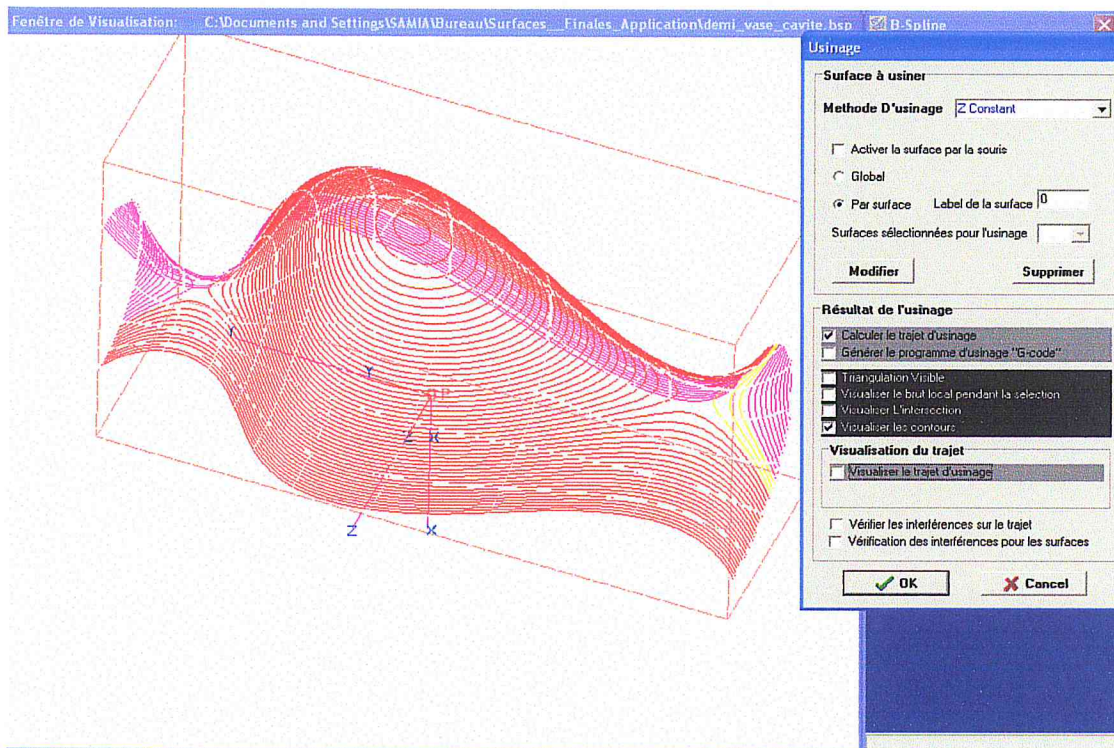 Fenêtre de Visualisation: C:\Documents and Settings\SAMIA\Bureau\Surfaces__Finales_Application\demi_vase_cavite.bsp
B-Spline
Usinage
Surface à usiner
Methode D'usinage Z Constant
Activer la surface par la souris
Global
Par surface Label de la surface 0
Surfaces sélectionnées pour l'usinage
Modifier Supprimer
Résultat de l'usinage
Calculer le trajet d'usinage
Générer le programme d'usinage "G-code"
Triangulation Visible
Visualiser le brut local pendant la selection
Visualiser L'intersection
Visualiser les contours
Visualisation du trajet
Visualiser le trajet d'usinage
Vérifier les interférences sur le trajet
Vérification des interférences pour les surfaces
OK Cancel
Y
Y
P
Z X
Z X